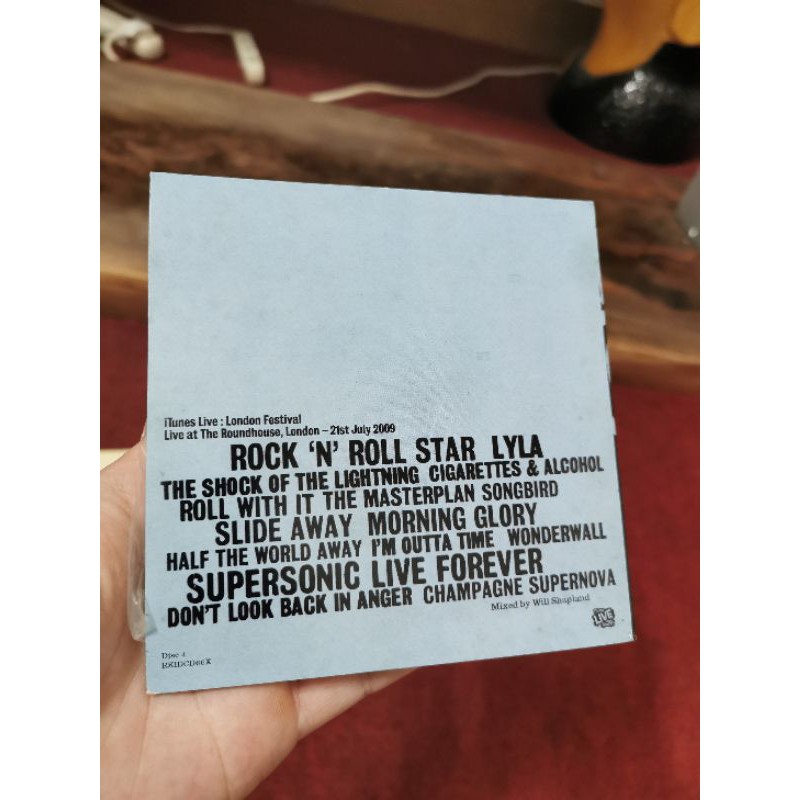 iTunes Live : London Festival
Live at The Roundhouse, London – 21st July 2009
ROCK ‘N’ ROLL STAR LYLA
THE SHOCK OF THE LIGHTNING CIGARETTES & ALCOHOL
ROLL WITH IT THE MASTERPLAN SONGBIRD
SLIDE AWAY MORNING GLORY
HALF THE WORLD AWAY I'M OUTTA TIME WONDERWALL
SUPERSONIC LIVE FOREVER
DON'T LOOK BACK IN ANGER CHAMPAGNE SUPERNOVA
Mixed by Will Shapland
LIVE
Disc 4
RKIDCD66X